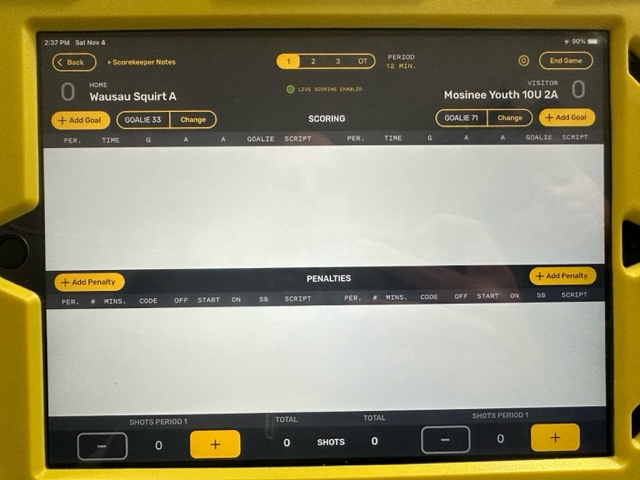 2:37 PM Sat Nov 4
90%
Back
+ Scorekeeper Notes
1 2 3 OT
PERIOD
12 MIN.
End Game
0
HOME
Wausau Squirt A
LIVE SCORING ENABLED
VISITOR
Mosinee Youth 10U 2A
0
+ Add Goal
GOALIE 33
Change
SCORING
GOALIE 71
Change
+ Add Goal
PER. TIME G A A GOALIE SCRIPT PER. TIME G A A GOALIE SCRIPT
+ Add Penalty
PENALTIES
+ Add Penalty
PER. # MINS. CODE OFF START ON SB SCRIPT PER. # MINS. CODE OFF START ON SB SCRIPT
SHOTS PERIOD 1
TOTAL
TOTAL
SHOTS PERIOD 1
− 0 + 0 SHOTS 0 − 0 +